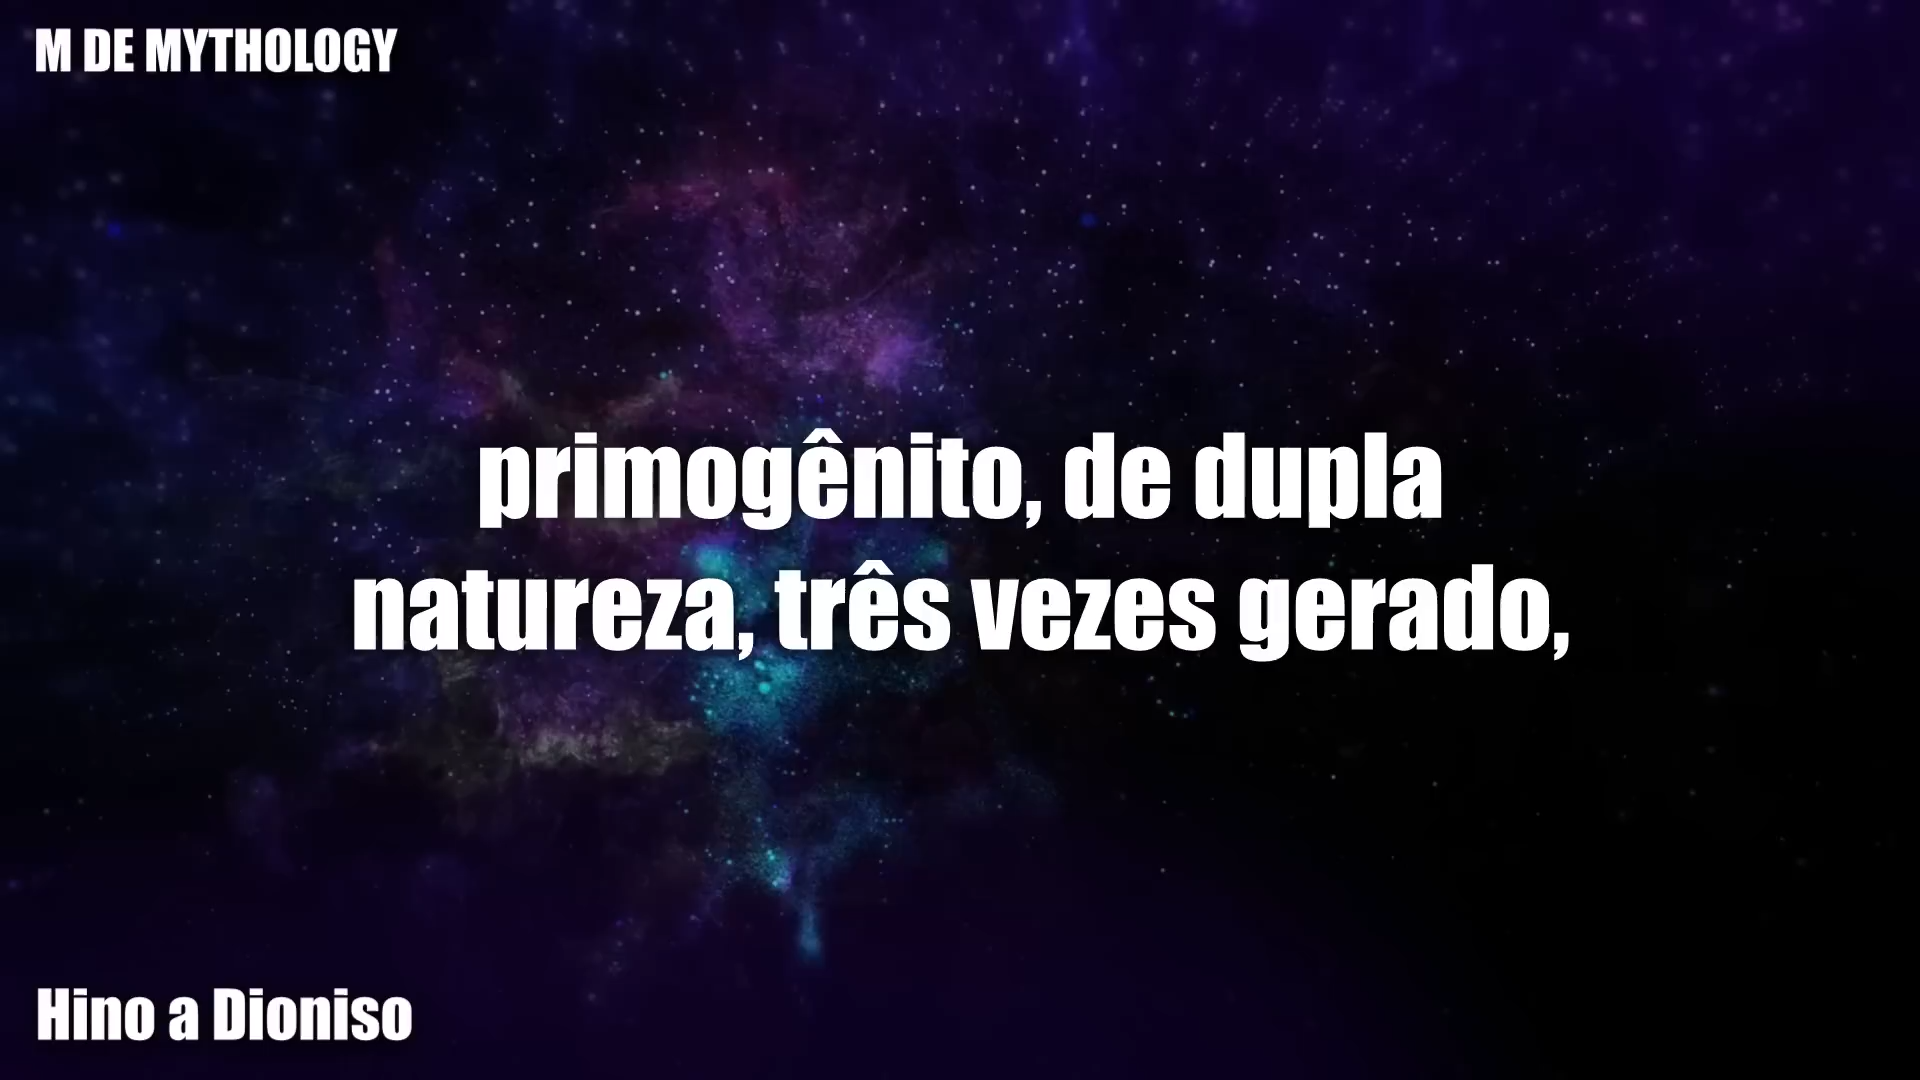 M DE MYTHOLOGY
primogênito, de dupla
natureza, três vezes gerado,
Hino a Dioniso